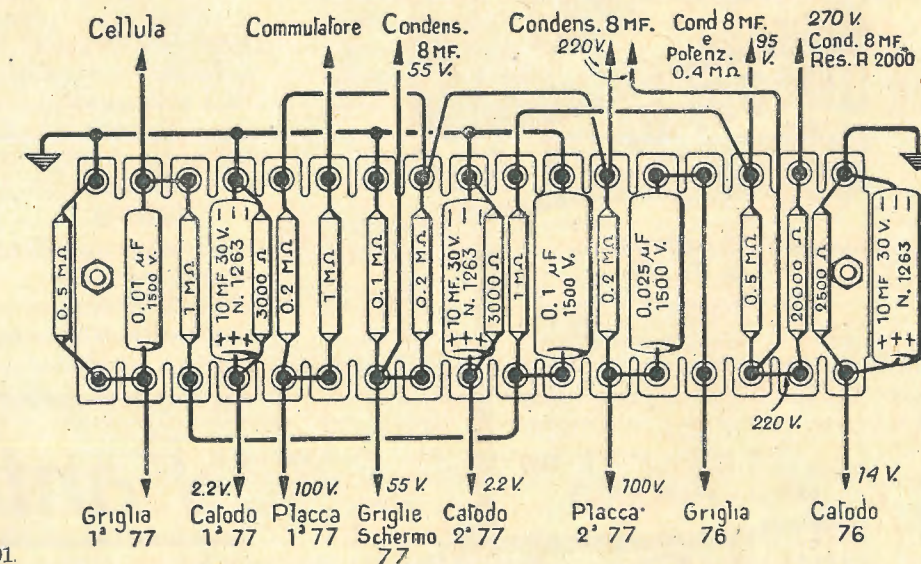 Cellula
Commutatore
Condens.
8 MF.
55 V.
Condens. 8 MF.
220V.
Cond 8 MF.
e
Potenz.
0.4 MΩ
95
V.
270 V.
Cond. 8 MF.
Res. R 2000
0.5 MΩ
0.01 µF
1500 V.
1 MΩ
10 MF. 30 V.
N. 1263
+ + - -
3000 Ω
0.2 MΩ
1 MΩ
0.1 MΩ
0.2 MΩ
10 MF. 30 V.
N. 1263
+++ - -
3000 Ω
1 MΩ
0.1 µF
1500 V.
0.2 MΩ
0.025 µF
1500 V.
0.5 MΩ
20000 Ω
2500 Ω
10 MF 30 V.
N. 1263
+++ - -
220 V.
2.2 V.
100 V.
55 V.
2.2 V.
100 V.
14 V.
Griglia
1ª 77
Catodo
1ª 77
Placca
1ª 77
Griglie
Schermo
77
Catodo
2ª 77
Placca
2ª 77
Griglia
76
Catodo
76
01.